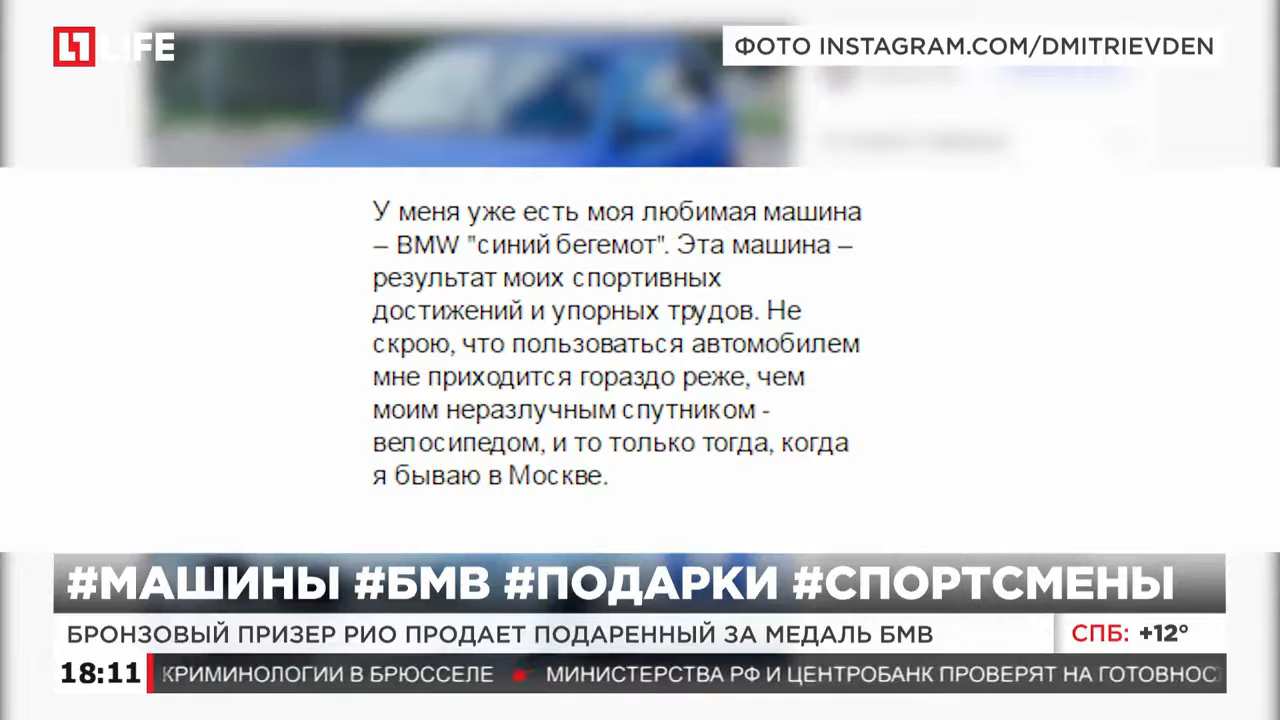 LIFE
ФОТО INSTAGRAM.COM/DMITRIEVDEN
У меня уже есть моя любимая машина
– BMW "синий бегемот". Эта машина –
результат моих спортивных
достижений и упорных трудов. Не
скрою, что пользоваться автомобилем
мне приходится гораздо реже, чем
моим неразлучным спутником -
велосипедом, и то только тогда, когда
я бываю в Москве.
#МАШИНЫ #БМВ #ПОДАРКИ #СПОРТСМЕНЫ
БРОНЗОВЫЙ ПРИЗЕР РИО ПРОДАЕТ ПОДАРЕННЫЙ ЗА МЕДАЛЬ БМВ
СПБ: +12°
18:11 КРИМИНОЛОГИИ В БРЮССЕЛЕ • МИНИСТЕРСТВА РФ И ЦЕНТРОБАНК ПРОВЕРЯТ НА ГОТОВНОС